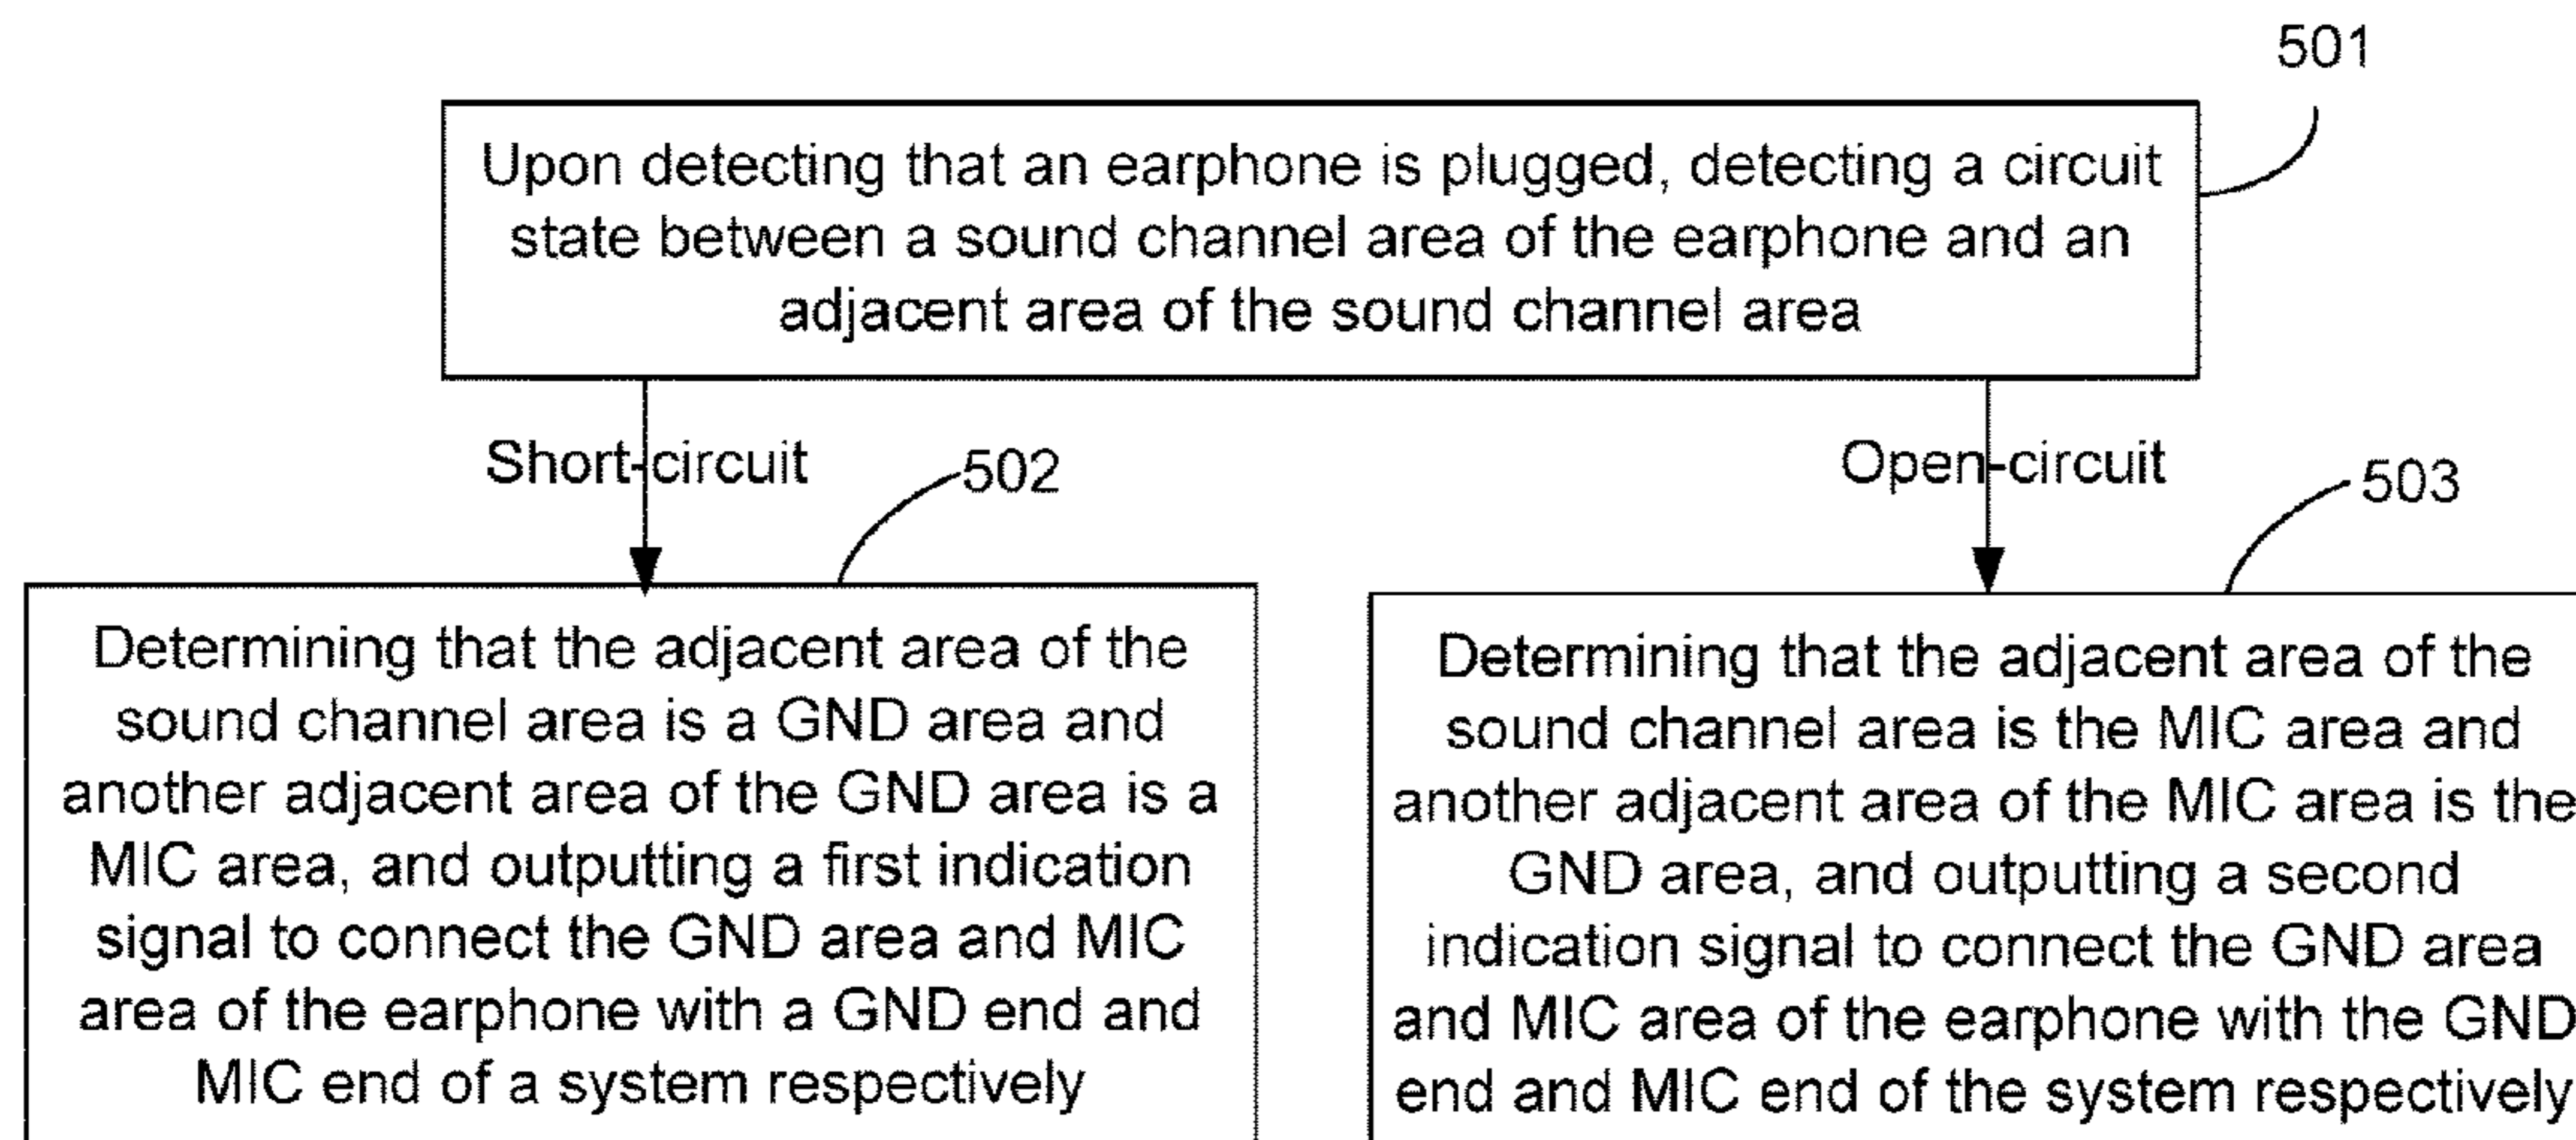 501
Upon detecting that an earphone is plugged, detecting a circuit
state between a sound channel area of the earphone and an
adjacent area of the sound channel area
Short-circuit
502
Open-circuit
503
Determining that the adjacent area of the
sound channel area is a GND area and
another adjacent area of the GND area is a
MIC area, and outputting a first indication
signal to connect the GND area and MIC
area of the earphone with a GND end and
MIC end of a system respectively
Determining that the adjacent area of the
sound channel area is the MIC area and
another adjacent area of the MIC area is the
GND area, and outputting a second
indication signal to connect the GND area
and MIC area of the earphone with the GND
end and MIC end of the system respectively